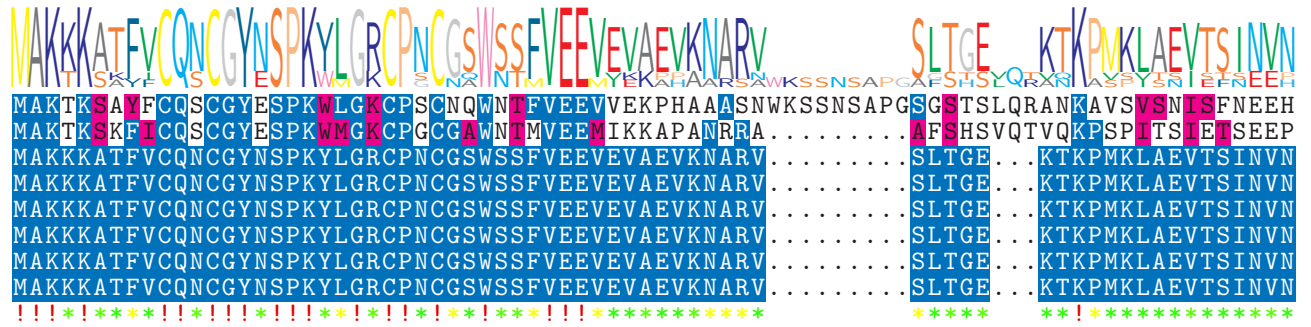 MAKKKATFVCQNCGYNSPKYLGRCPNCGSWSSFVEEVEVAEVKNARVWKSSNSAPGSLTGEVQRKTKPMKLAEVTSINVN
MAKTKSAYFCQSCGYESPKWLGKCPSCNQWNTFVEEVVEKPHAAASNWKSSNSAPGSGSTSLQRANKAVSVSNISFNEEH
MAKTKSKFICQSCGYESPKWMGKCPGCGAWNTMVEEMIKKAPANRRA.........AFSHSVQTVQKPSPITSIETSEEP
MAKKKATFVCQNCGYNSPKYLGRCPNCGSWSSFVEEVEVAEVKNARV.........SLTGE...KTKPMKLAEVTSINVN
MAKKKATFVCQNCGYNSPKYLGRCPNCGSWSSFVEEVEVAEVKNARV.........SLTGE...KTKPMKLAEVTSINVN
MAKKKATFVCQNCGYNSPKYLGRCPNCGSWSSFVEEVEVAEVKNARV.........SLTGE...KTKPMKLAEVTSINVN
MAKKKATFVCQNCGYNSPKYLGRCPNCGSWSSFVEEVEVAEVKNARV.........SLTGE...KTKPMKLAEVTSINVN
MAKKKATFVCQNCGYNSPKYLGRCPNCGSWSSFVEEVEVAEVKNARV.........SLTGE...KTKPMKLAEVTSINVN
MAKKKATFVCQNCGYNSPKYLGRCPNCGSWSSFVEEVEVAEVKNARV.........SLTGE...KTKPMKLAEVTSINVN
!!!*!****!!*!!!*!!!**!*!!*!**!***!!!*********** ***** **!*************